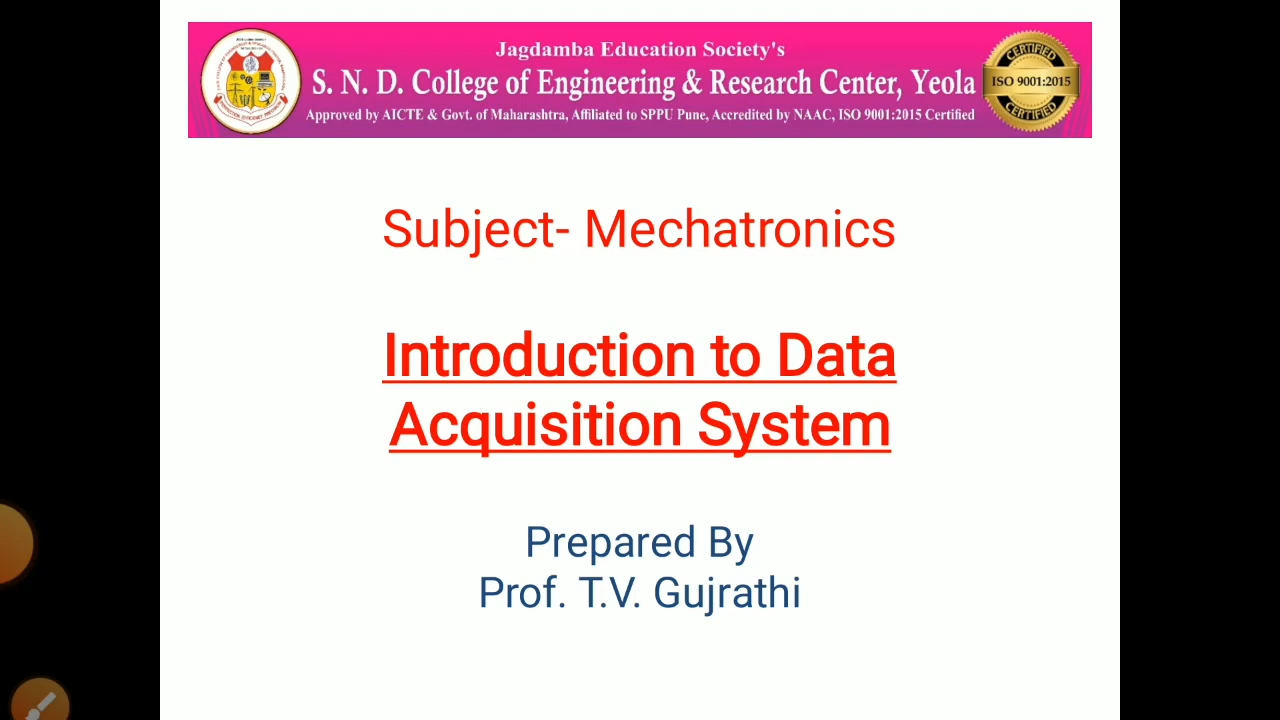 Jagdamba Education Society's
S. N. D. College of Engineering & Research Center, Yeola
Approved by AICTE & Govt. of Maharashtra, Affiliated to SPPU Pune, Accredited by NAAC, ISO 9001:2015 Certified
CERTIFIED
ISO 9001:2015
CERTIFIED
Subject- Mechatronics
Introduction to Data
Acquisition System
Prepared By
Prof. T.V. Gujrathi